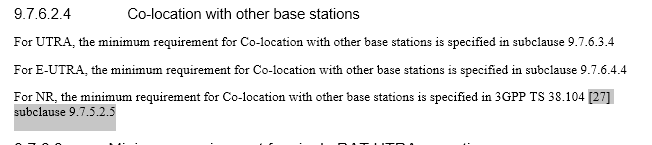 9.7.6.2.4 Co-location with other base stations
For UTRA, the minimum requirement for Co-location with other base stations is specified in subclause 9.7.6.3.4
For E-UTRA, the minimum requirement for Co-location with other base stations is specified in subclause 9.7.6.4.4
For NR, the minimum requirement for Co-location with other base stations is specified in 3GPP TS 38.104 [27]
subclause 9.7.5.2.5